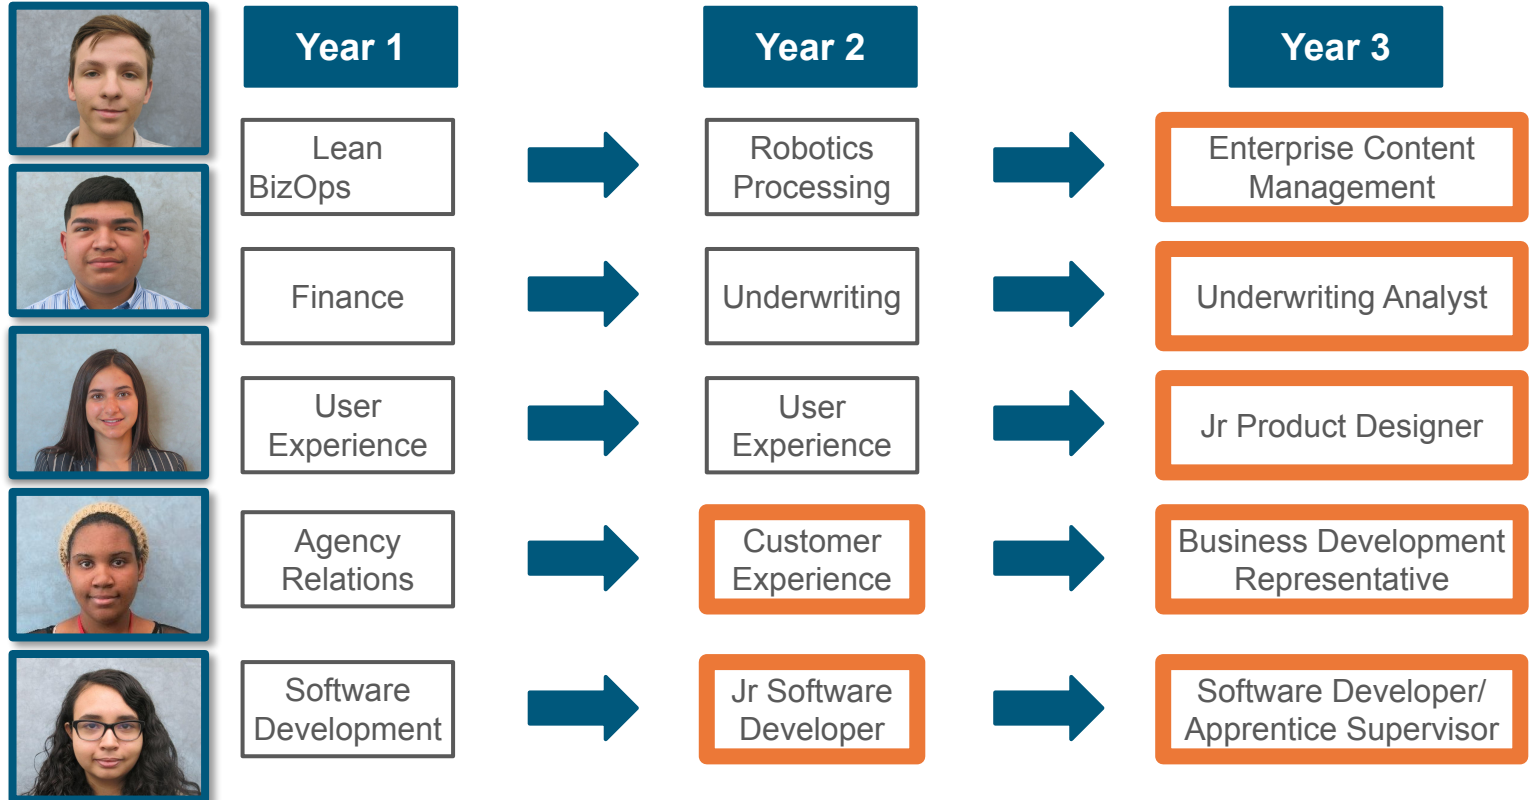 Year 1
Year 2
Year 3
Lean
BizOps
Robotics
Processing
Enterprise Content
Management
Finance
Underwriting
Underwriting Analyst
User
Experience
User
Experience
Jr Product Designer
Agency
Relations
Customer
Experience
Business Development
Representative
Software
Development
Jr Software
Developer
Software Developer/
Apprentice Supervisor